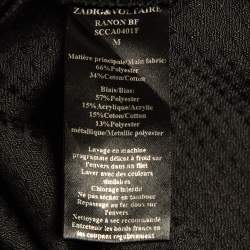 ZADIG&VOLTAIRE
RANON BF
SCCA0401F
M
Matière principale/Main fabric:
66%Polyester
34%Coton/Cotton
Biais/Bias:
57%Polyester
15%Acrylique/Acrylic
15%Coton/Cotton
13%Polyester
métallique/Metallic polyester
Lavage en machine
programme délicat à froid sur
l'envers dans un filet
Laver avec des couleurs
similaires
Chlorage interdit
Ne pas sécher en tambour
Repassage au fer doux sur
l'envers
Nettoyage à sec recommandé
Entretenir les bords francs en
les coupant régulièrement